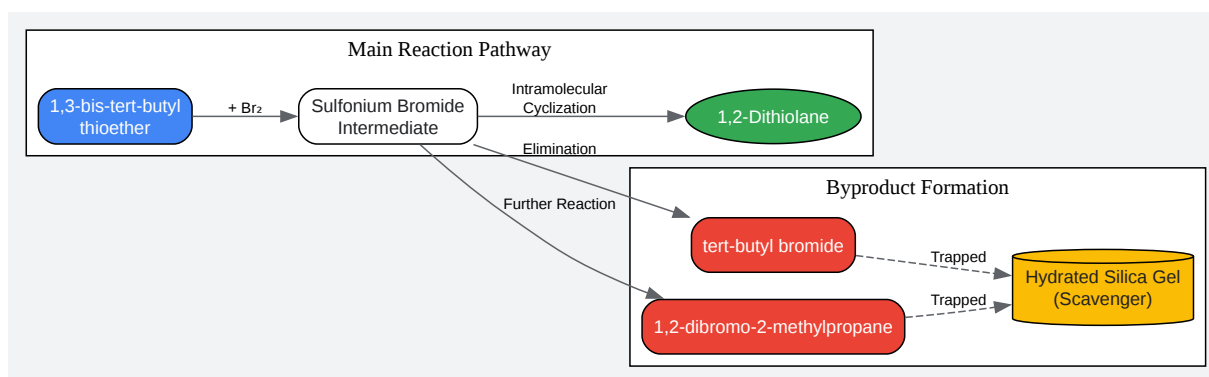 Main Reaction Pathway
1,3-bis-tert-butyl
thioether
+ Br₂
Sulfonium Bromide
Intermediate
Intramolecular
Cyclization
1,2-Dithiolane
Elimination
Further Reaction
Byproduct Formation
tert-butyl bromide
Trapped
1,2-dibromo-2-methylpropane
Trapped
Hydrated Silica Gel
(Scavenger)